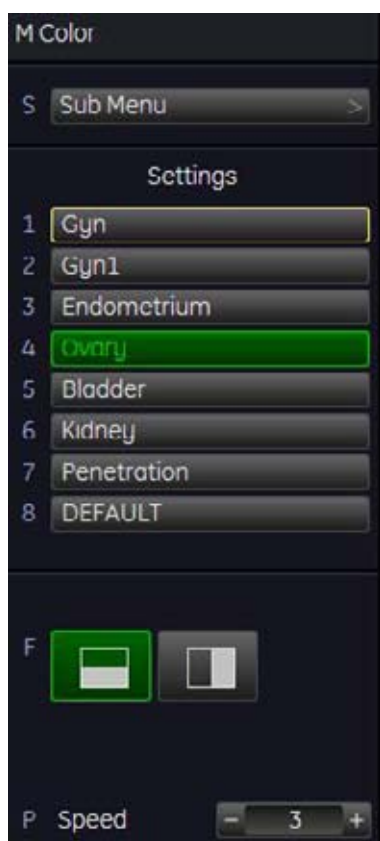 M Color
S Sub Menu >
Settings
1 Gyn
2 Gyn1
3 Endometrium
4 Ovary
5 Bladder
6 Kidney
7 Penetration
8 DEFAULT
F
P Speed - 3 +